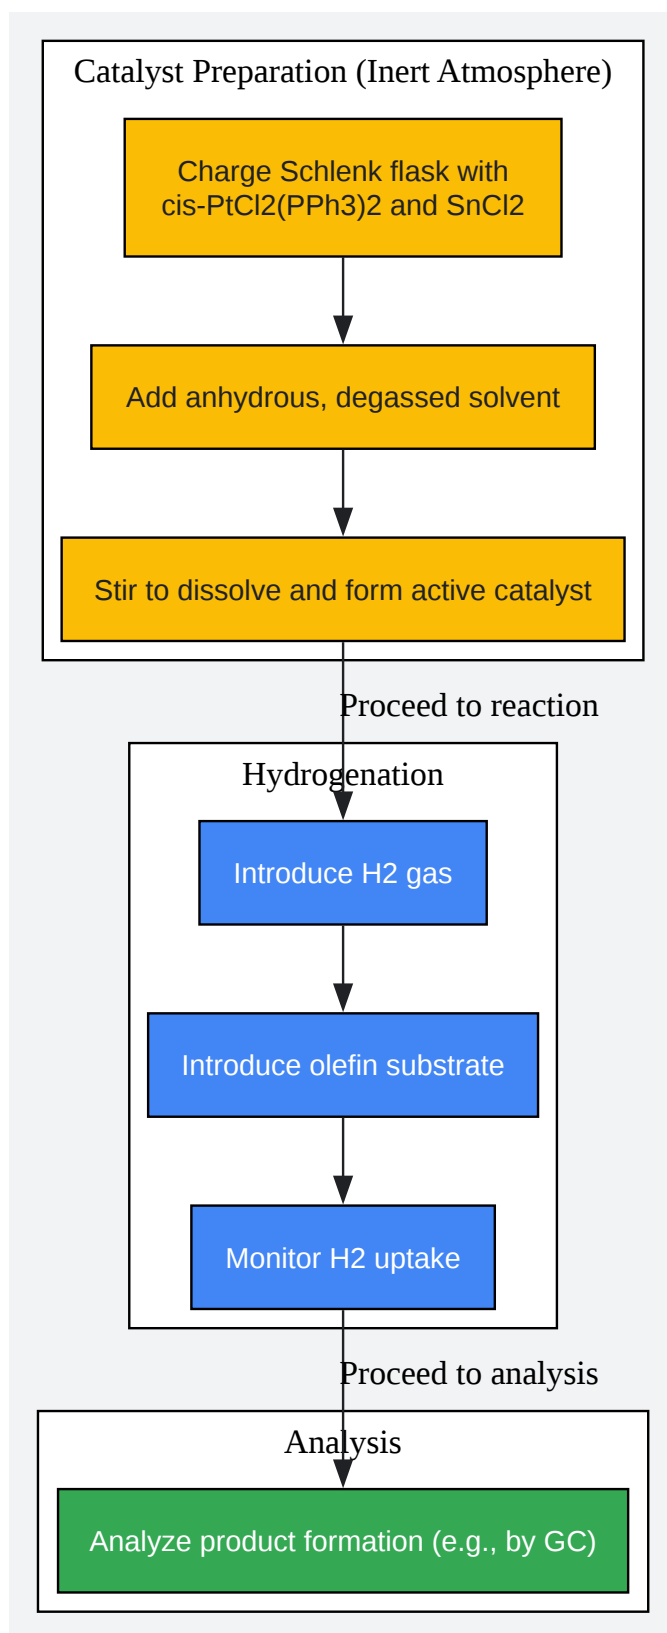 Catalyst Preparation (Inert Atmosphere)
Charge Schlenk flask with
cis-PtCl2(PPh3)2 and SnCl2
Add anhydrous, degassed solvent
Stir to dissolve and form active catalyst
Proceed to reaction
Hydrogenation
Introduce H2 gas
Introduce olefin substrate
Monitor H2 uptake
Proceed to analysis
Analysis
Analyze product formation (e.g., by GC)